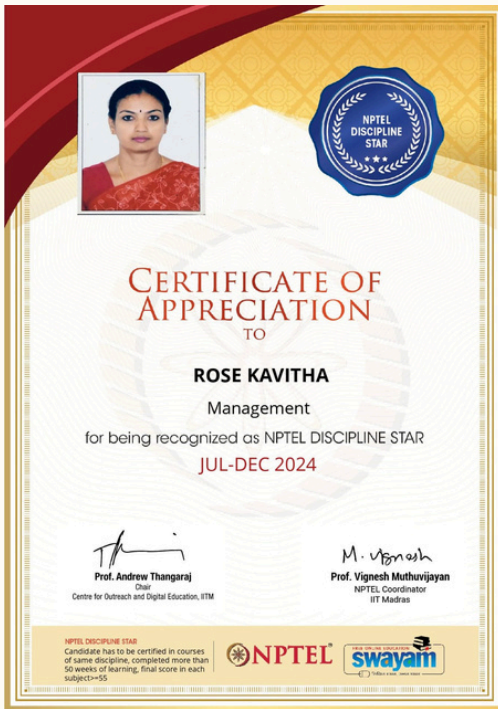 NPTEL
DISCIPLINE
STAR
CERTIFICATE OF
APPRECIATION
TO
ROSE KAVITHA
Management
for being recognized as NPTEL DISCIPLINE STAR
JUL-DEC 2024
M. Vignesh
Prof. Andrew Thangaraj
Chair
Centre for Outreach and Digital Education, IITM
Prof. Vignesh Muthuvijayan
NPTEL Coordinator
IIT Madras
NPTEL DISCIPLINE STAR
Candidate has to be certified in courses
of same discipline, completed more than
50 weeks of learning, final score in each
subject>=55
NPTEL
FREE ONLINE EDUCATION
swayam